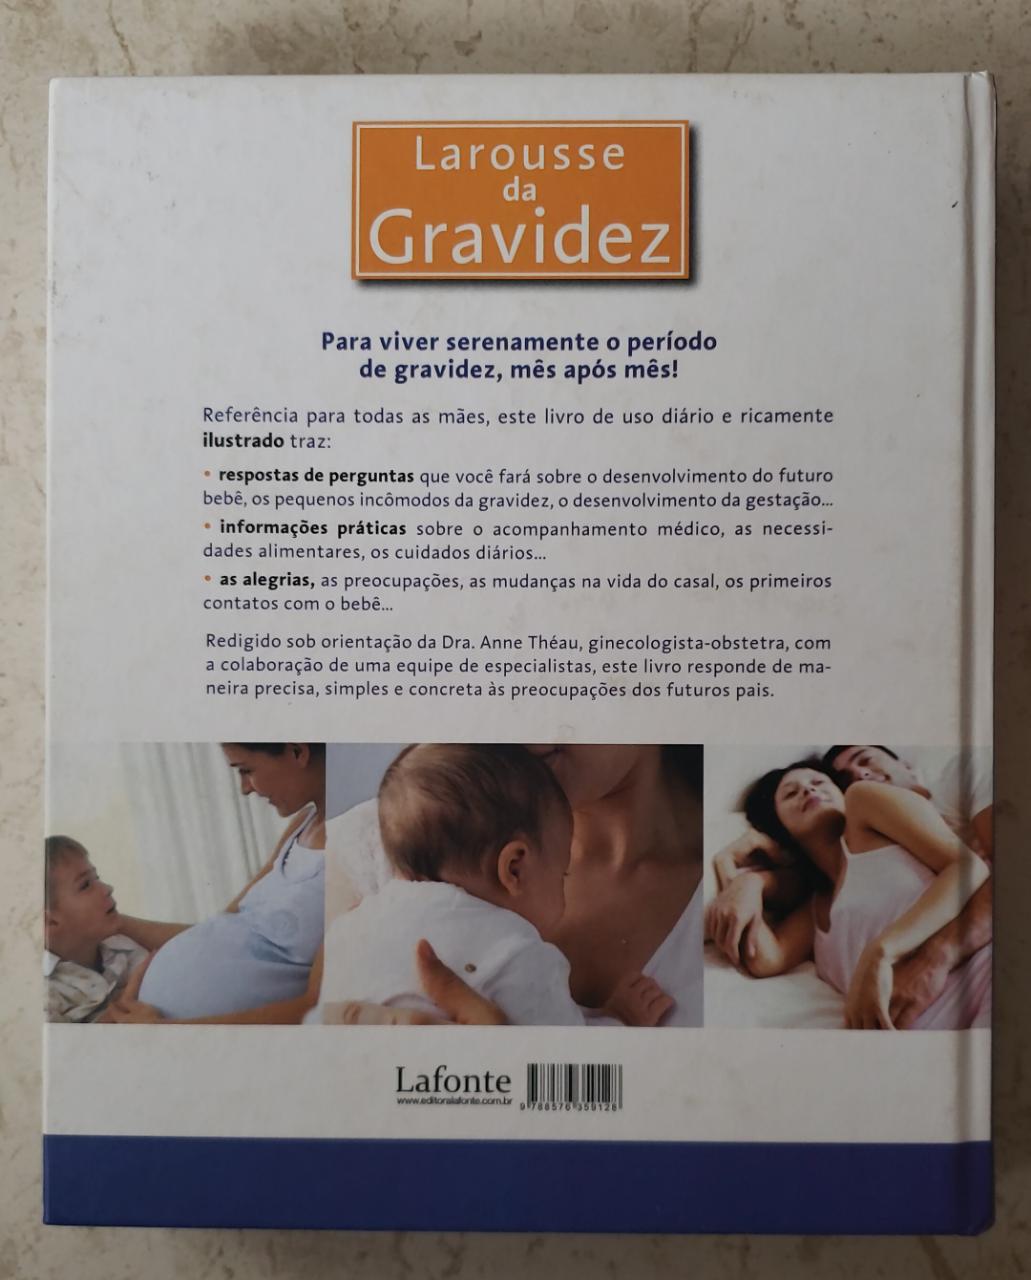 Larousse
da
Gravidez
Para viver serenamente o período
de gravidez, mês após mês!
Referência para todas as mães, este livro de uso diário e ricamente
ilustrado traz:
• respostas de perguntas que você fará sobre o desenvolvimento do futuro
bebê, os pequenos incômodos da gravidez, o desenvolvimento da gestação...
• informações práticas sobre o acompanhamento médico, as necessi-
dades alimentares, os cuidados diários...
• as alegrias, as preocupações, as mudanças na vida do casal, os primeiros
contatos com o bebê...
Redigido sob orientação da Dra. Anne Théau, ginecologista-obstetra, com
a colaboração de uma equipe de especialistas, este livro responde de ma-
neira precisa, simples e concreta às preocupações dos futuros pais.
Lafonte
www.editoralafonte.com.br
9 788576 359128